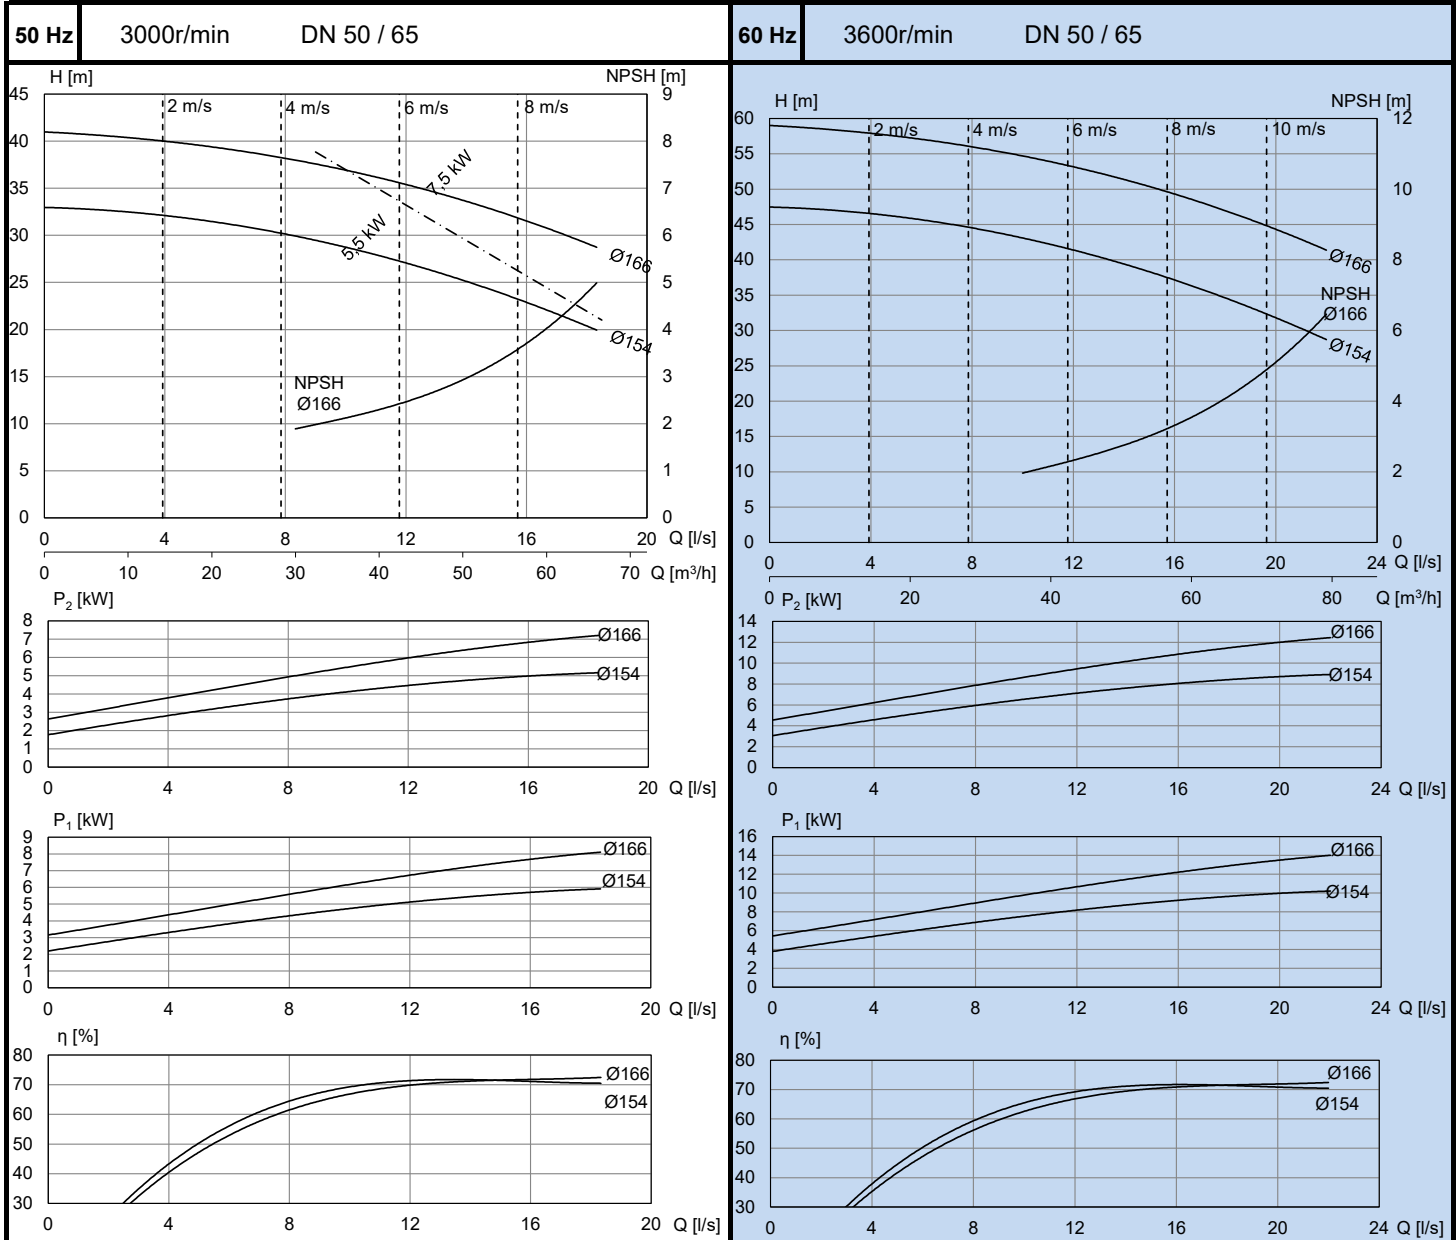 50 Hz 3000r/min DN 50 / 65
H [m] NPSH [m]
2 m/s 4 m/s 6 m/s 8 m/s
45 40 35 30 25 20 15 10 5 0
9 8 7 6 5 4 3 2 1 0
7,5 kW
5,5 kW
Ø166
Ø154
NPSH
Ø166
0 4 8 12 16 20 Q [l/s]
0 10 20 30 40 50 60 70 Q [m³/h]
P₂ [kW]
8 7 6 5 4 3 2 1 0
Ø166
Ø154
0 4 8 12 16 20 Q [l/s]
P₁ [kW]
9 8 7 6 5 4 3 2 1 0
Ø166
Ø154
0 4 8 12 16 20 Q [l/s]
η [%]
80 70 60 50 40 30
Ø166
Ø154
0 4 8 12 16 20 Q [l/s]
60 Hz 3600r/min DN 50 / 65
H [m] NPSH [m]
2 m/s 4 m/s 6 m/s 8 m/s 10 m/s
60 55 50 45 40 35 30 25 20 15 10 5 0
12 10 8 6 4 2 0
Ø166
NPSH
Ø166
Ø154
0 4 8 12 16 20 24 Q [l/s]
0 20 40 60 80 Q [m³/h]
P₂ [kW]
14 12 10 8 6 4 2 0
Ø166
Ø154
0 4 8 12 16 20 24 Q [l/s]
P₁ [kW]
16 14 12 10 8 6 4 2 0
Ø166
Ø154
0 4 8 12 16 20 24 Q [l/s]
η [%]
80 70 60 50 40 30
Ø166
Ø154
0 4 8 12 16 20 24 Q [l/s]